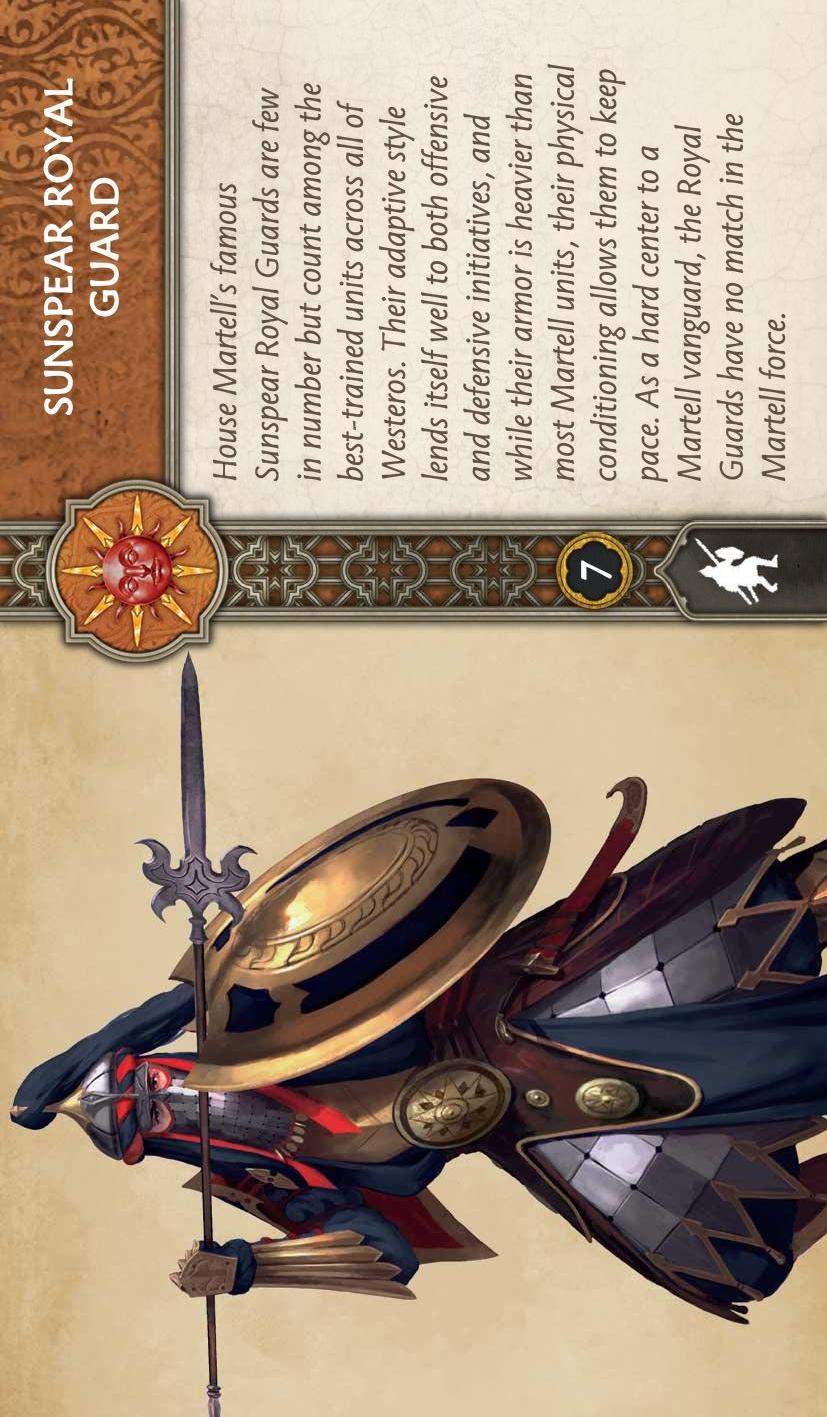 SUNSPEAR ROYAL
GUARD
House Martell's famous
Sunspear Royal Guards are few
in number but count among the
best-trained units across all of
Westeros. Their adaptive style
lends itself well to both offensive
and defensive initiatives, and
while their armor is heavier than
most Martell units, their physical
conditioning allows them to keep
pace. As a hard center to a
Martell vanguard, the Royal
Guards have no match in the
Martell force.
7